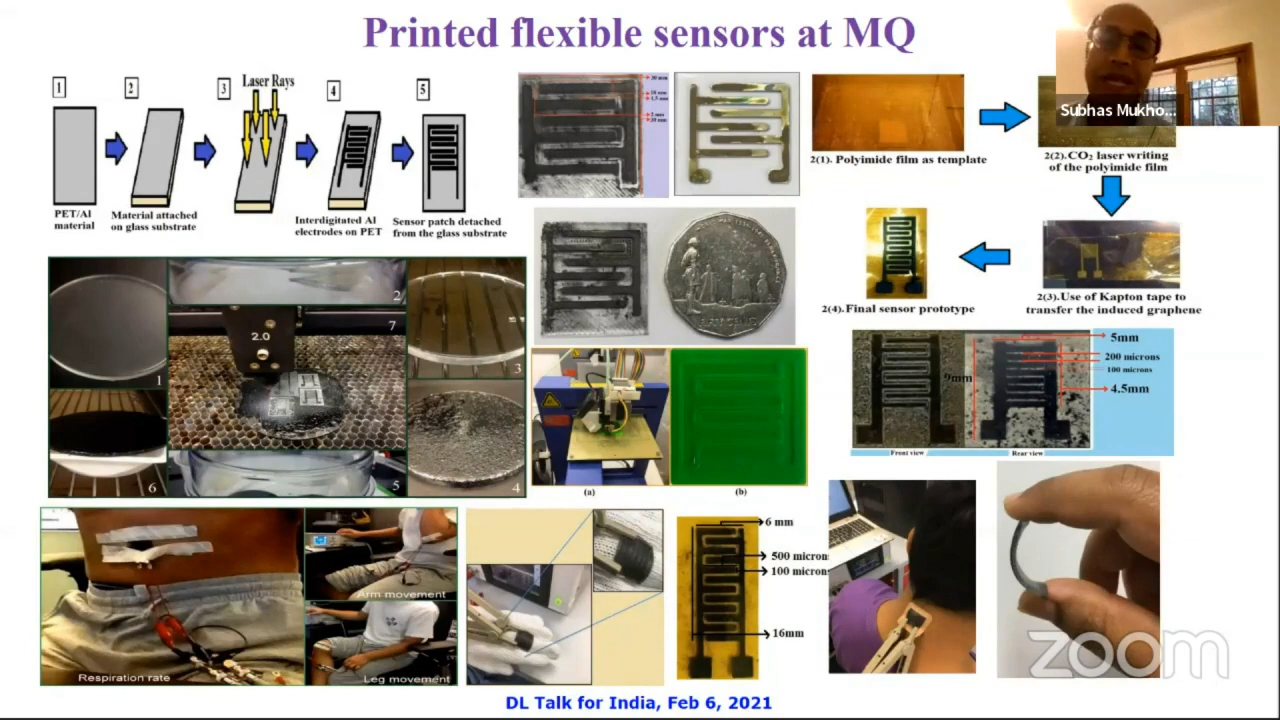 Printed flexible sensors at MQ
Subhas Mukho...
1
2
3
Laser Rays
4
5
PET/Al
material
Material attached
on glass substrate
Interdigitated Al
electrodes on PET
Sensor patch detached
from the glass substrate
2(1). Polyimide film as template
2(2).CO₂ laser writing
of the polyimide film
2(3).Use of Kapton tape to
transfer the induced graphene
2(4).Final sensor prototype
1
2
3
4
5
6
7
2.0
(a)
(b)
5mm
200 microns
100 microns
9mm
4.5mm
Front view
Rear view
Respiration rate
Arm movement
Leg movement
6 mm
500 micron
100 microns
16mm
zoom
DL Talk for India, Feb 6, 2021